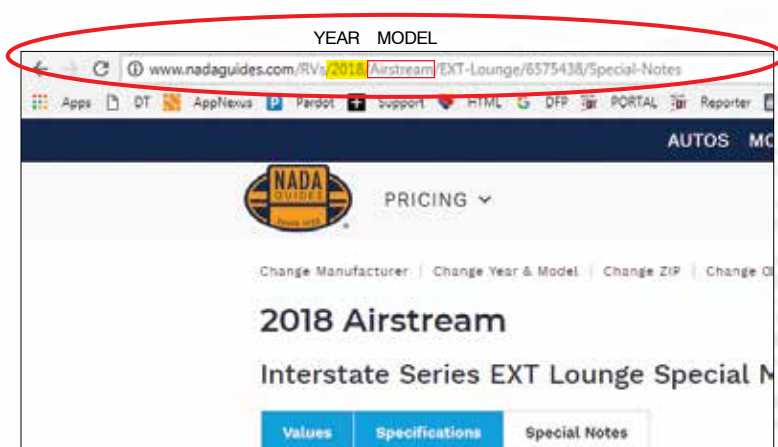 YEAR MODEL
www.nadaguides.com/RVs/2018/Airstream/EXT-Lounge/6575438/Special-Notes
Apps DT AppNexus Pardot Support HTML DFP PORTAL Reporter
AUTOS MO
NADA
GUIDES
PRICING
Change Manufacturer | Change Year & Model | Change ZIP | Change
2018 Airstream
Interstate Series EXT Lounge Special
Values Specifications Special Notes